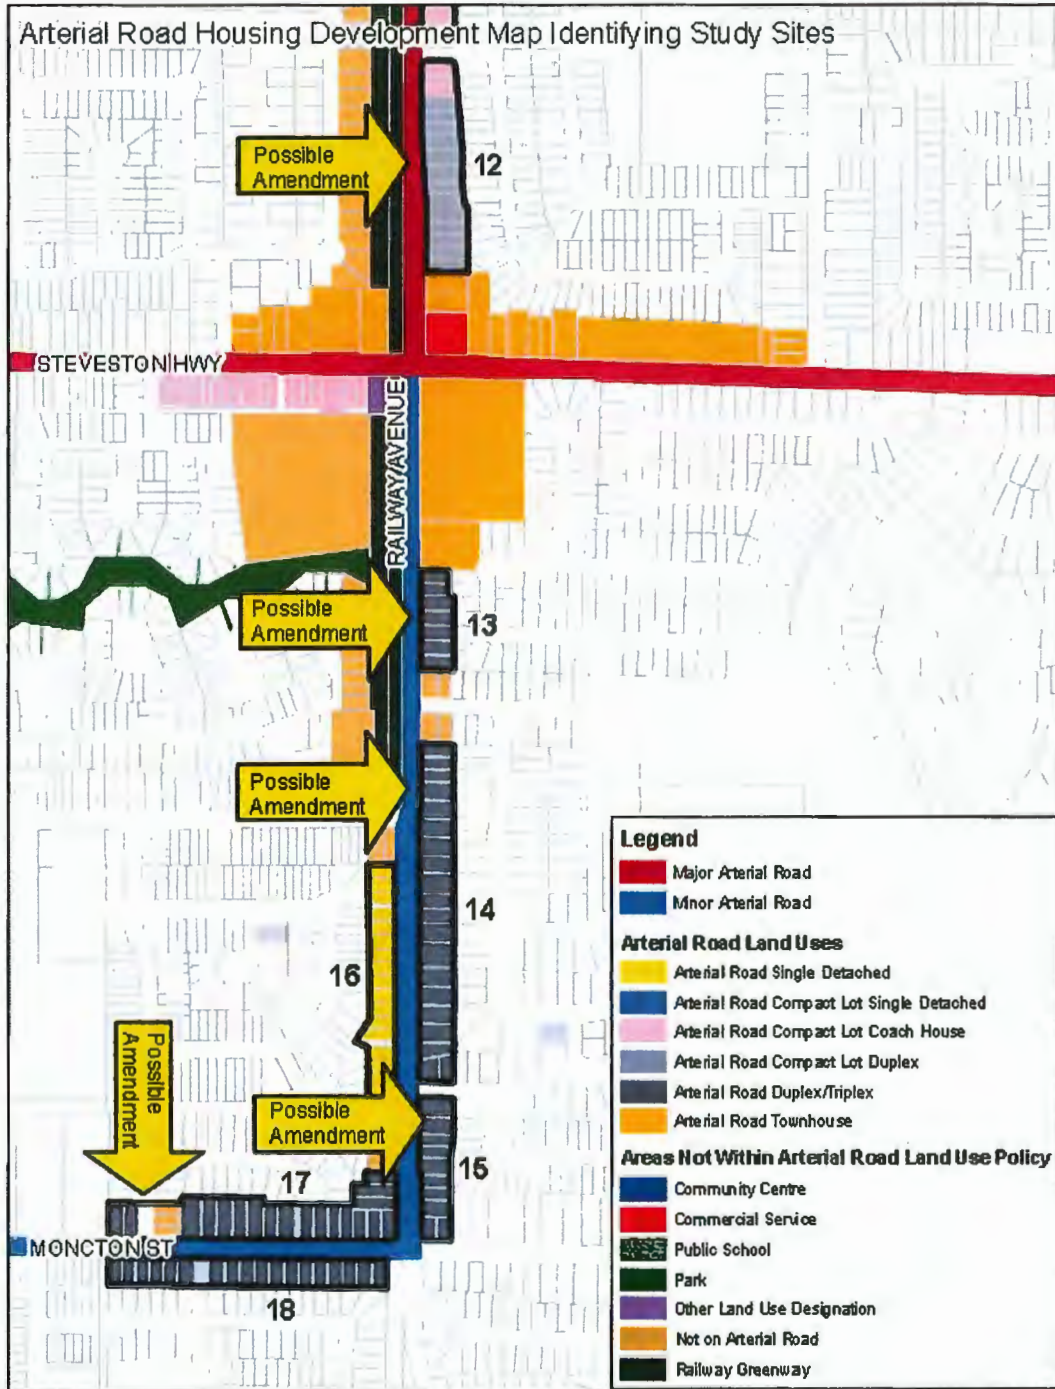 Arterial Road Housing Development Map Identifying Study Sites
Possible
Amendment
12
STEVESTON HWY
RAILWAY AVENUE
Possible
Amendment
13
Possible
Amendment
14
16
Possible
Amendment
Possible
Amendment
15
17
MONCTON ST
18
Legend
Major Arterial Road
Minor Arterial Road
Arterial Road Land Uses
Arterial Road Single Detached
Arterial Road Compact Lot Single Detached
Arterial Road Compact Lot Coach House
Arterial Road Compact Lot Duplex
Arterial Road Duplex/Triplex
Arterial Road Townhouse
Areas Not Within Arterial Road Land Use Policy
Community Centre
Commercial Service
Public School
Park
Other Land Use Designation
Not on Arterial Road
Railway Greenway